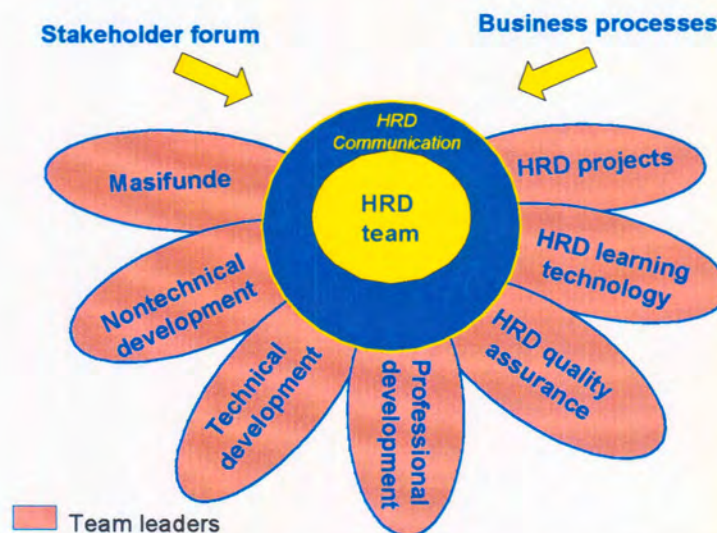 Stakeholder forum
Business processes
HRD
Communication
HRD
team
Masifunde
Nontechnical
development
Technical
development
Professional
development
HRD quality
assurance
HRD learning
technology
HRD projects
Team leaders